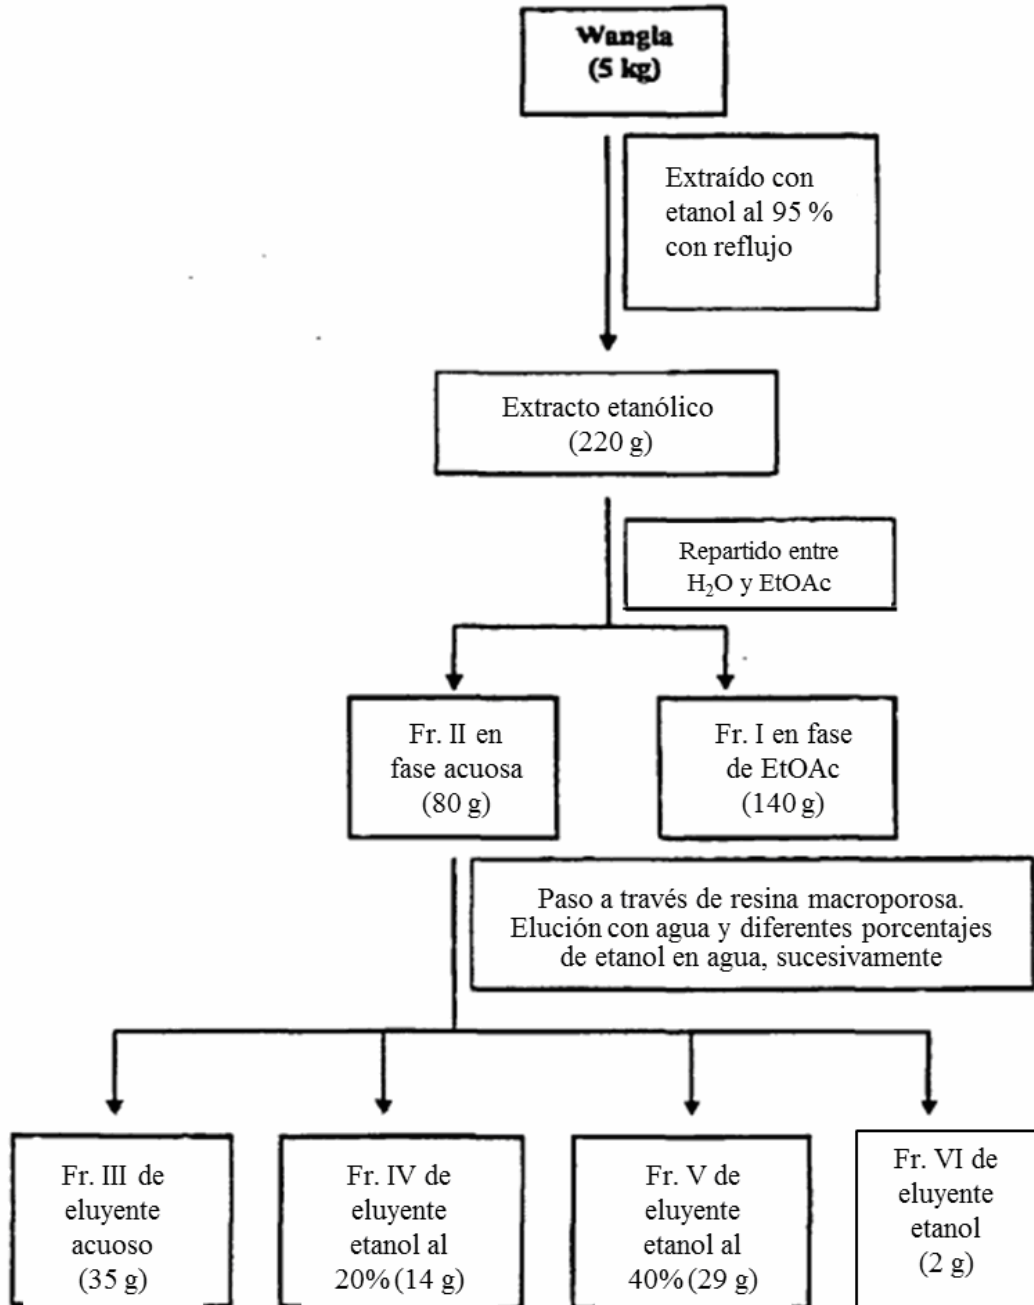 Wangla
(5 kg)
Extraído con
etanol al 95 %
con reflujo
Extracto etanólico
(220 g)
Repartido entre
H₂O y EtOAc
Fr. II en
fase acuosa
(80 g)
Fr. I en fase
de EtOAc
(140 g)
Paso a través de resina macroporosa.
Elución con agua y diferentes porcentajes
de etanol en agua, sucesivamente
Fr. III de
eluyente
acuoso
(35 g)
Fr. IV de
eluyente
etanol al
20% (14 g)
Fr. V de
eluyente
etanol al
40% (29 g)
Fr. VI de
eluyente
etanol
(2 g)